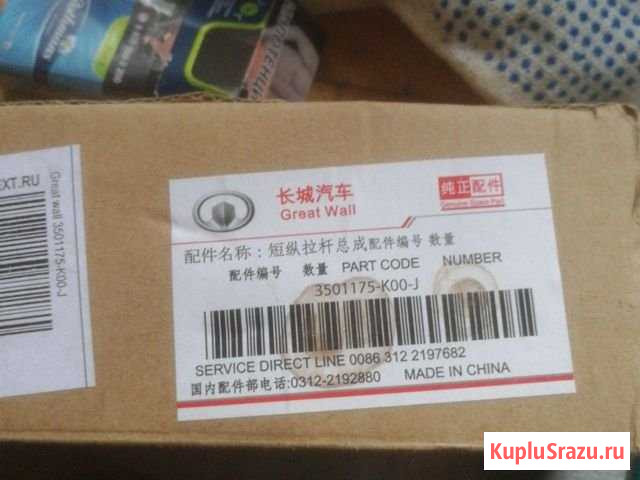 EXT.RU
Great wall 3501175-K00-J
长城汽车
Great Wall
纯正配件
Genuine Spare Part
配件名称：短纵拉杆总成配件编号 数量
配件编号 数量 PART CODE NUMBER
3501175-K00-J
SERVICE DIRECT LINE 0086 312 2197682
国内配件部电话:0312-2192880 MADE IN CHINA
KupluSrazu.ru